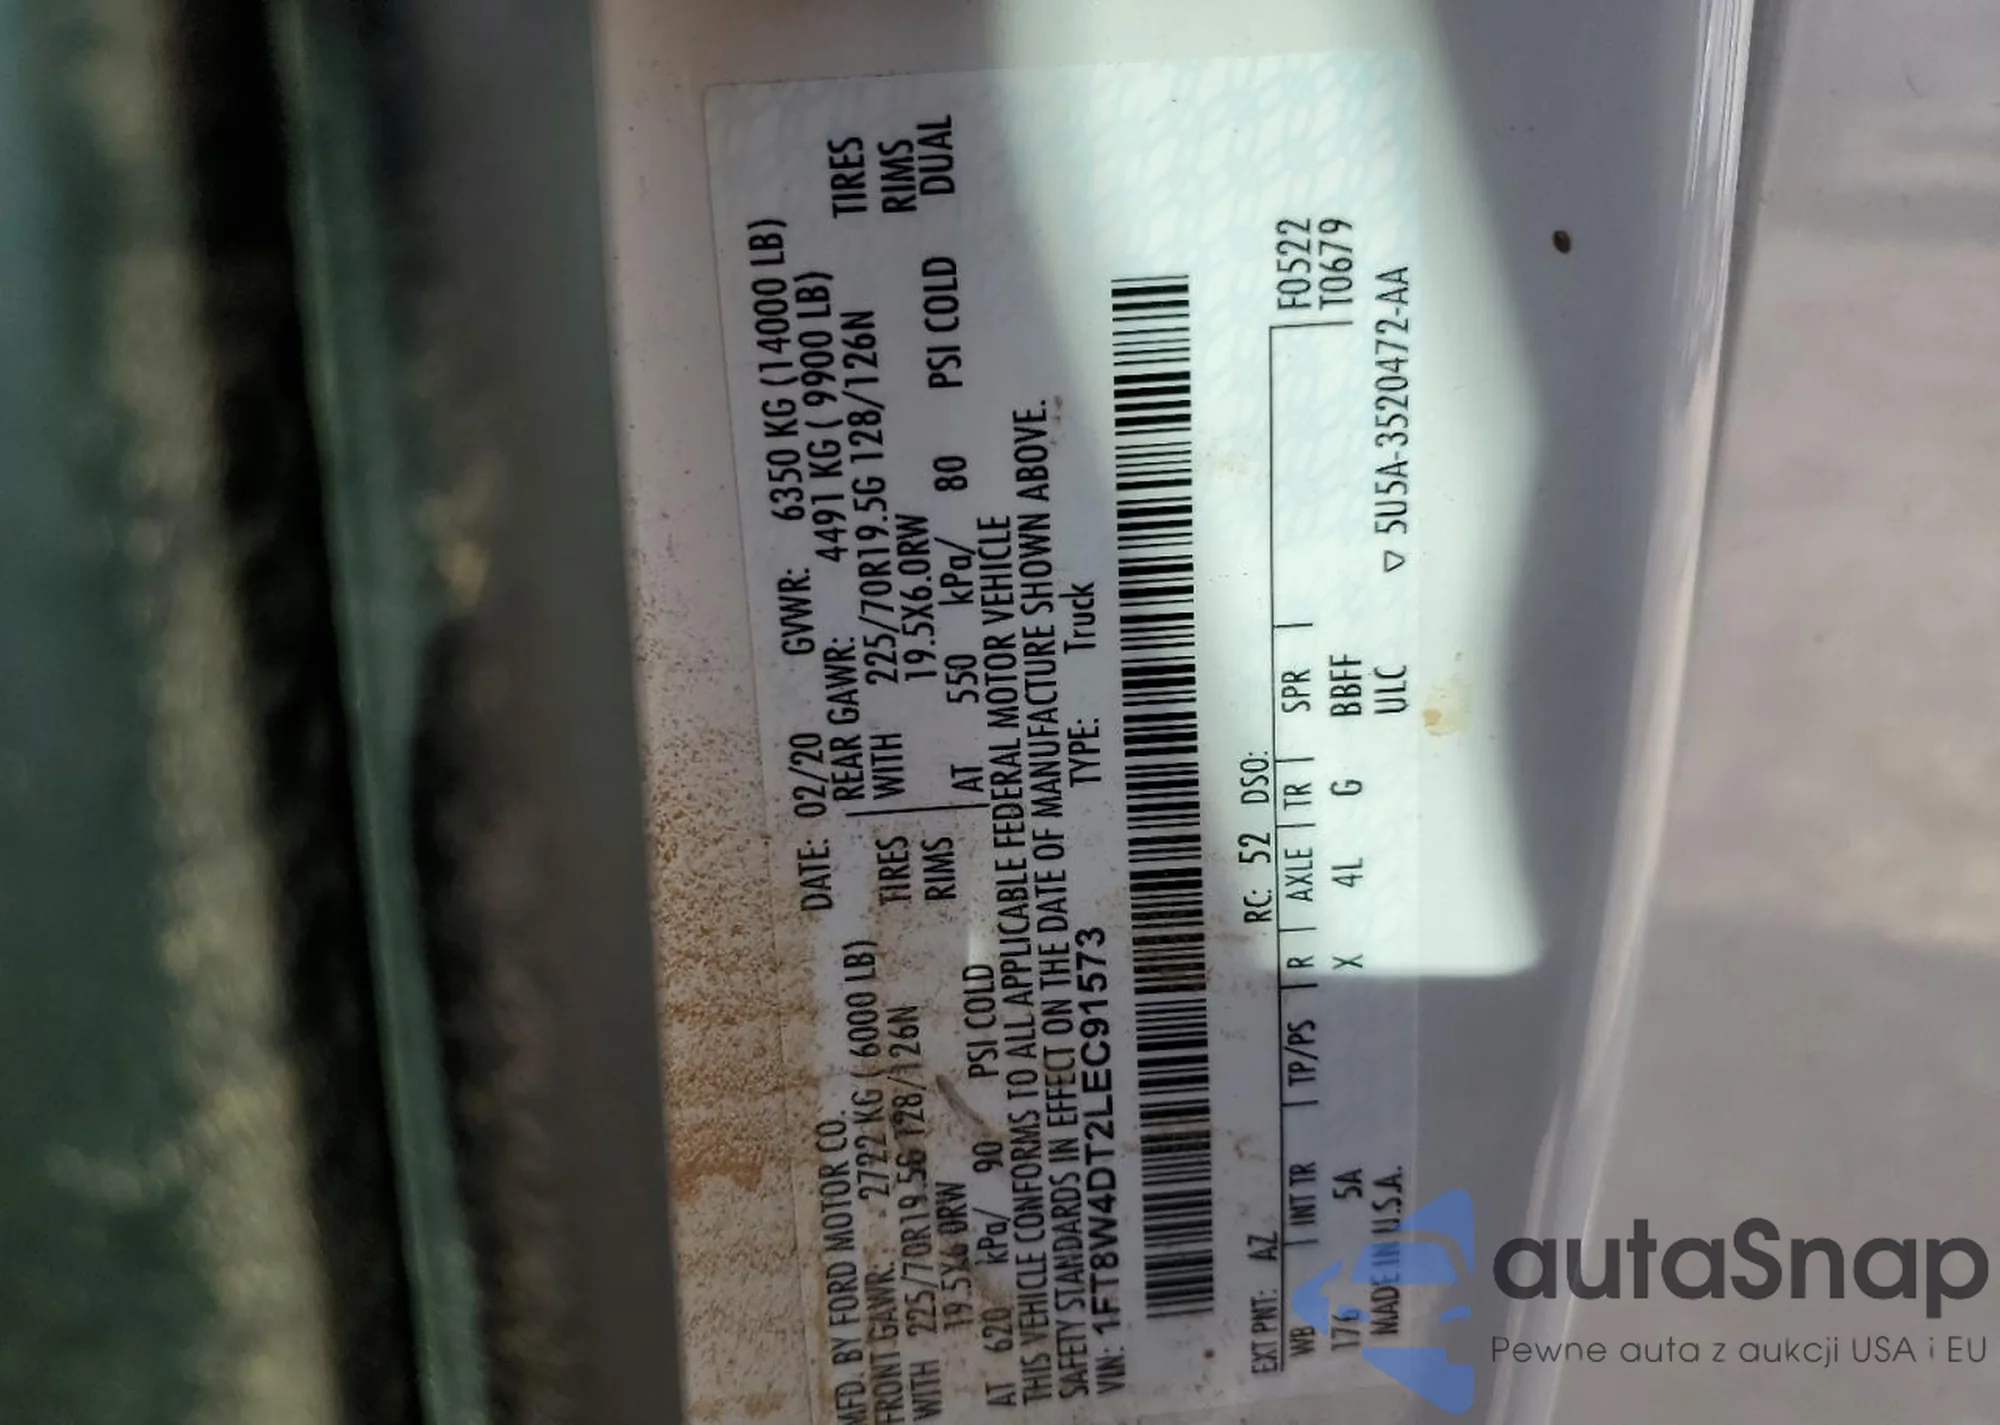 MFD. BY FORD MOTOR CO.
DATE: 02/20 GVWR: 6350 KG (14000 LB)
FRONT GAWR: 2722 KG ( 6000 LB) REAR GAWR: 4491 KG ( 9900 LB)
WITH 225/70R19.5G 128/126N TIRES WITH 225/70R19.5G 128/126N TIRES
19.5X6.0RW RIMS 19.5X6.0RW RIMS
AT 620 kPa/ 90 PSI COLD AT 550 kPa/ 80 PSI COLD DUAL
THIS VEHICLE CONFORMS TO ALL APPLICABLE FEDERAL MOTOR VEHICLE
SAFETY STANDARDS IN EFFECT ON THE DATE OF MANUFACTURE SHOWN ABOVE.
VIN: 1FT8W4DT2LEC91573 TYPE: Truck
EXT PNT: AZ RC: 52 DSO:
WB INT TR TP/PS R AXLE TR SPR F0522
176 5A X 4L G BBFF T0679
MADE IN U.S.A. ULC ▽ 5U5A-3520472-AA
autaSnap
Pewne auta z aukcji USA i EU